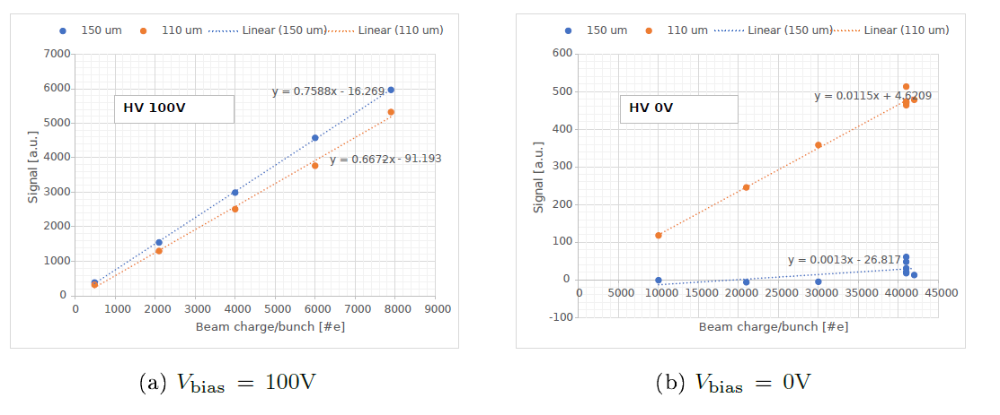 150 um 110 um Linear (150 um) Linear (110 um)
7000
6000
5000
4000
3000
2000
1000
0
Signal [a.u.]
HV 100V
y = 0.7588x - 16.269
y = 0.6672x - 91.193
0 1000 2000 3000 4000 5000 6000 7000 8000 9000
Beam charge/bunch [#e]
(a) Vbias = 100V
150 um 110 um Linear (150 um) Linear (110 um)
600
500
400
300
200
100
0
-100
Signal [a.u.]
HV 0V
y = 0.0115x + 4.6209
y = 0.0013x - 26.817
0 5000 10000 15000 20000 25000 30000 35000 40000 45000
Beam charge/bunch [#e]
(b) Vbias = 0V